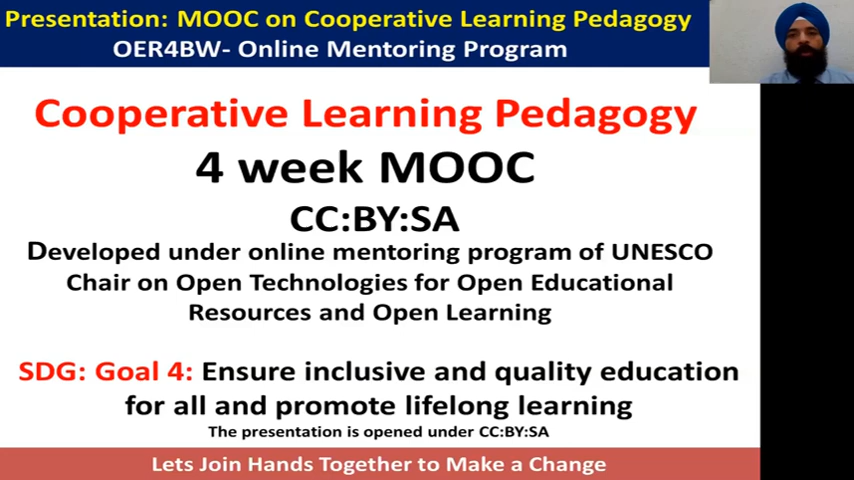 Presentation: MOOC on Cooperative Learning Pedagogy
OER4BW- Online Mentoring Program
Cooperative Learning Pedagogy
4 week MOOC
CC:BY:SA
Developed under online mentoring program of UNESCO
Chair on Open Technologies for Open Educational
Resources and Open Learning
SDG: Goal 4: Ensure inclusive and quality education
for all and promote lifelong learning
The presentation is opened under CC:BY:SA
Lets Join Hands Together to Make a Change